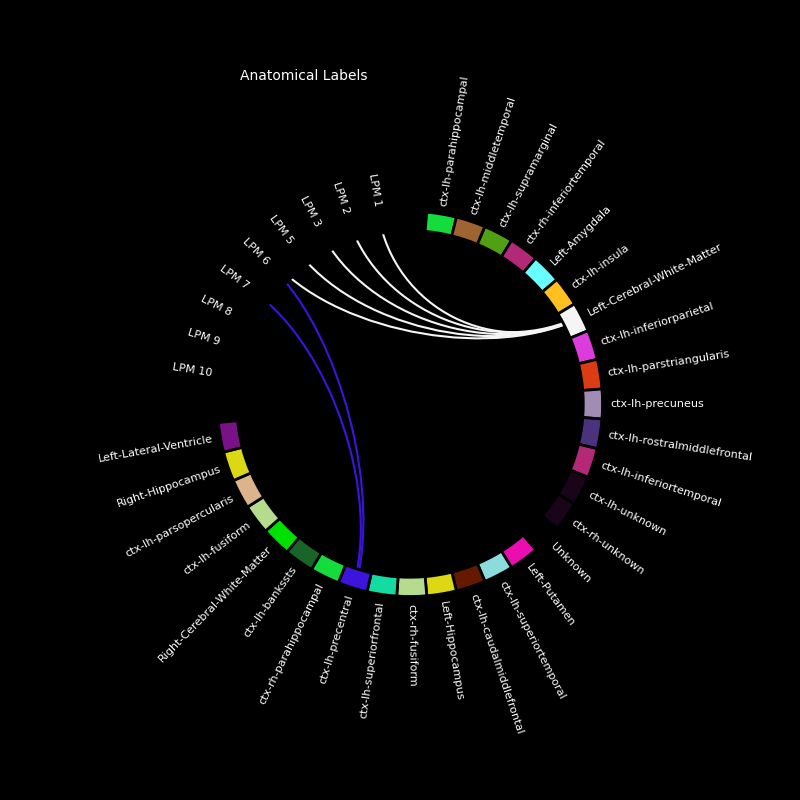 Anatomical Labels
ctx-lh-parahippocampal
ctx-lh-middletemporal
ctx-lh-supramarginal
ctx-rh-inferiortemporal
Left-Amygdala
ctx-lh-insula
Left-Cerebral-White-Matter
ctx-lh-inferiorparietal
ctx-lh-parstriangularis
ctx-lh-precuneus
ctx-lh-rostralmiddlefrontal
ctx-lh-inferiortemporal
ctx-lh-unknown
ctx-rh-unknown
Unknown
Left-Putamen
ctx-lh-superiortemporal
ctx-lh-caudalmiddlefrontal
Left-Hippocampus
ctx-rh-fusiform
ctx-lh-superiorfrontal
ctx-lh-precentral
ctx-rh-parahippocampal
ctx-lh-bankssts
Right-Cerebral-White-Matter
ctx-lh-fusiform
ctx-lh-parsopercularis
Right-Hippocampus
Left-Lateral-Ventricle
LPM 10
LPM 9
LPM 8
LPM 7
LPM 6
LPM 5
LPM 3
LPM 2
LPM 1